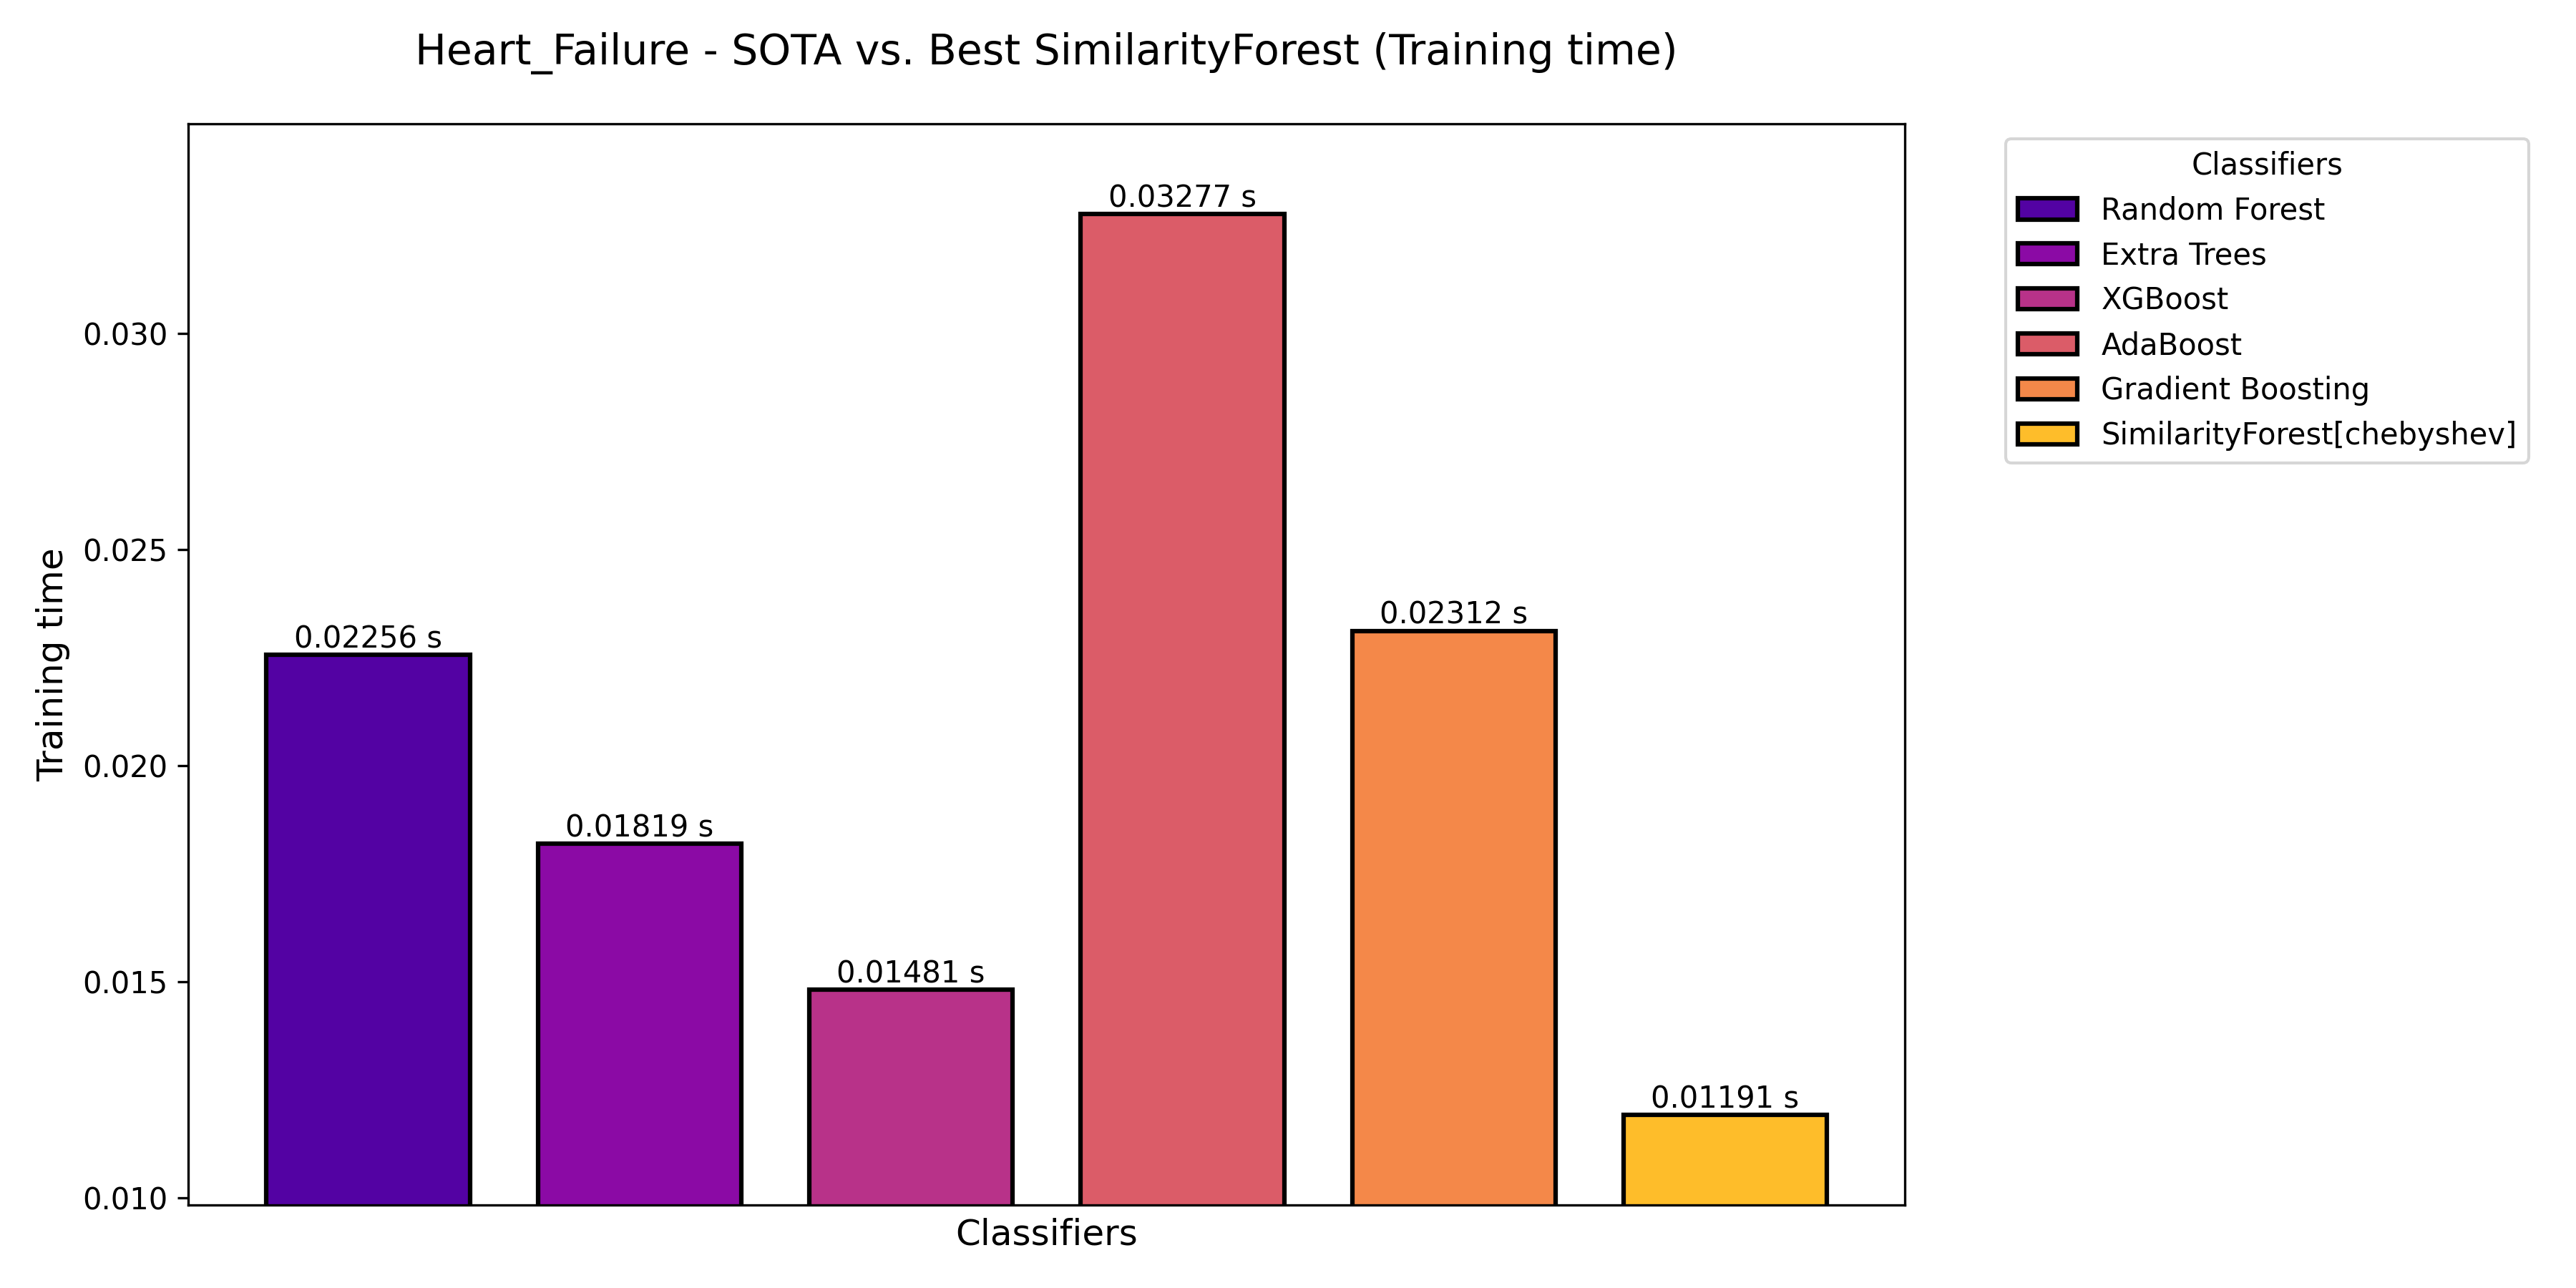 Heart_Failure - SOTA vs. Best SimilarityForest (Training time)
Training time
0.030
0.025
0.020
0.015
0.010
0.02256 s
0.01819 s
0.01481 s
0.03277 s
0.02312 s
0.01191 s
Classifiers
Classifiers
Random Forest
Extra Trees
XGBoost
AdaBoost
Gradient Boosting
SimilarityForest[chebyshev]